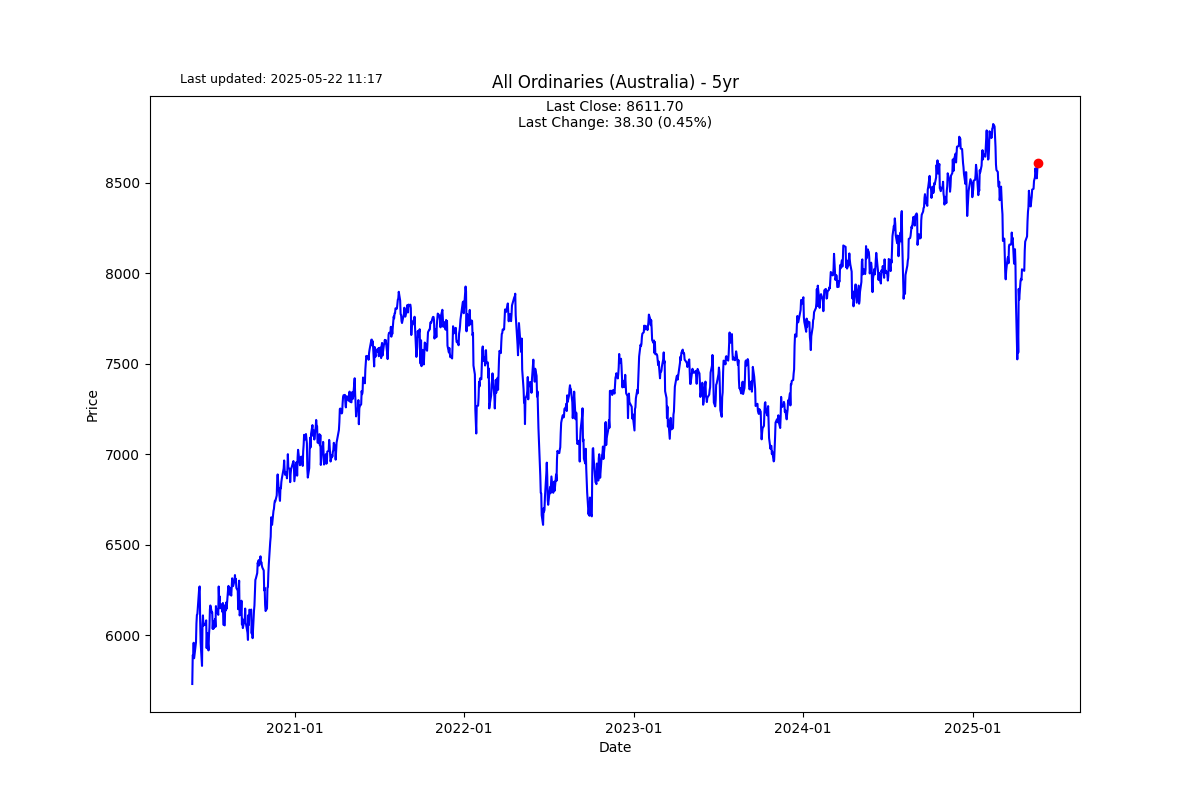 Last updated: 2025-05-22 11:17
All Ordinaries (Australia) - 5yr
Last Close: 8611.70
Last Change: 38.30 (0.45%)
Price
8500
8000
7500
7000
6500
6000
2021-01
2022-01
2023-01
2024-01
2025-01
Date